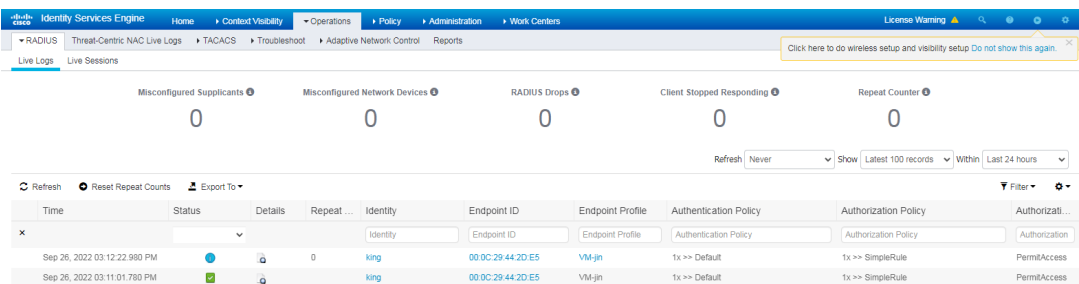 cisco Identity Services Engine Home Context Visibility Operations Policy Administration Work Centers License Warning
RADIUS Threat-Centric NAC Live Logs TACACS Troubleshoot Adaptive Network Control Reports
Click here to do wireless setup and visibility setup Do not show this again.
Live Logs Live Sessions
Misconfigured Supplicants Misconfigured Network Devices RADIUS Drops Client Stopped Responding Repeat Counter
0 0 0 0 0
Refresh Never Show Latest 100 records Within Last 24 hours
Refresh Reset Repeat Counts Export To Filter
Time Status Details Repeat ... Identity Endpoint ID Endpoint Profile Authentication Policy Authorization Policy Authorizati...
Identity Endpoint ID Endpoint Profile Authentication Policy Authorization Policy Authorization
Sep 26, 2022 03:12:22.980 PM 0 king 00:0C:29:44:2D:E5 VM-jin 1x >> Default 1x >> SimpleRule PermitAccess
Sep 26, 2022 03:11:01.780 PM king 00:0C:29:44:2D:E5 VM-jin 1x >> Default 1x >> SimpleRule PermitAccess